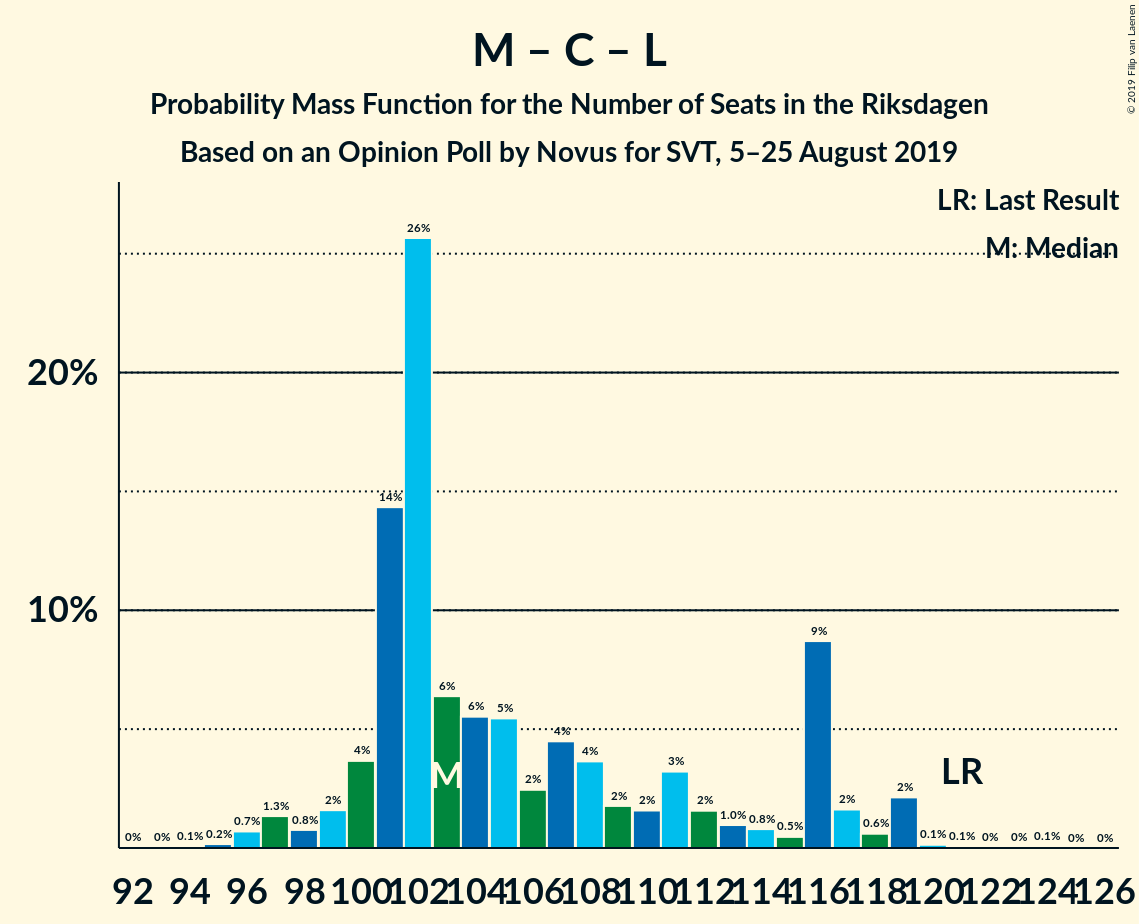 M – C – L
Probability Mass Function for the Number of Seats in the Riksdagen
Based on an Opinion Poll by Novus for SVT, 5–25 August 2019
© 2019 Filip van Laenen
LR: Last Result
M: Median
20%
10%
0% 0% 0.1% 0.2% 0.7% 1.3% 0.8% 2% 4% 14% 26% 6% 6% 5% 2% 4% 4% 2% 2% 3% 2% 1.0% 0.8% 0.5% 9% 2% 0.6% 2% 0.1% 0.1% 0% 0% 0.1% 0% 0%
M
LR
92 94 96 98 100 102 104 106 108 110 112 114 116 118 120 122 124 126